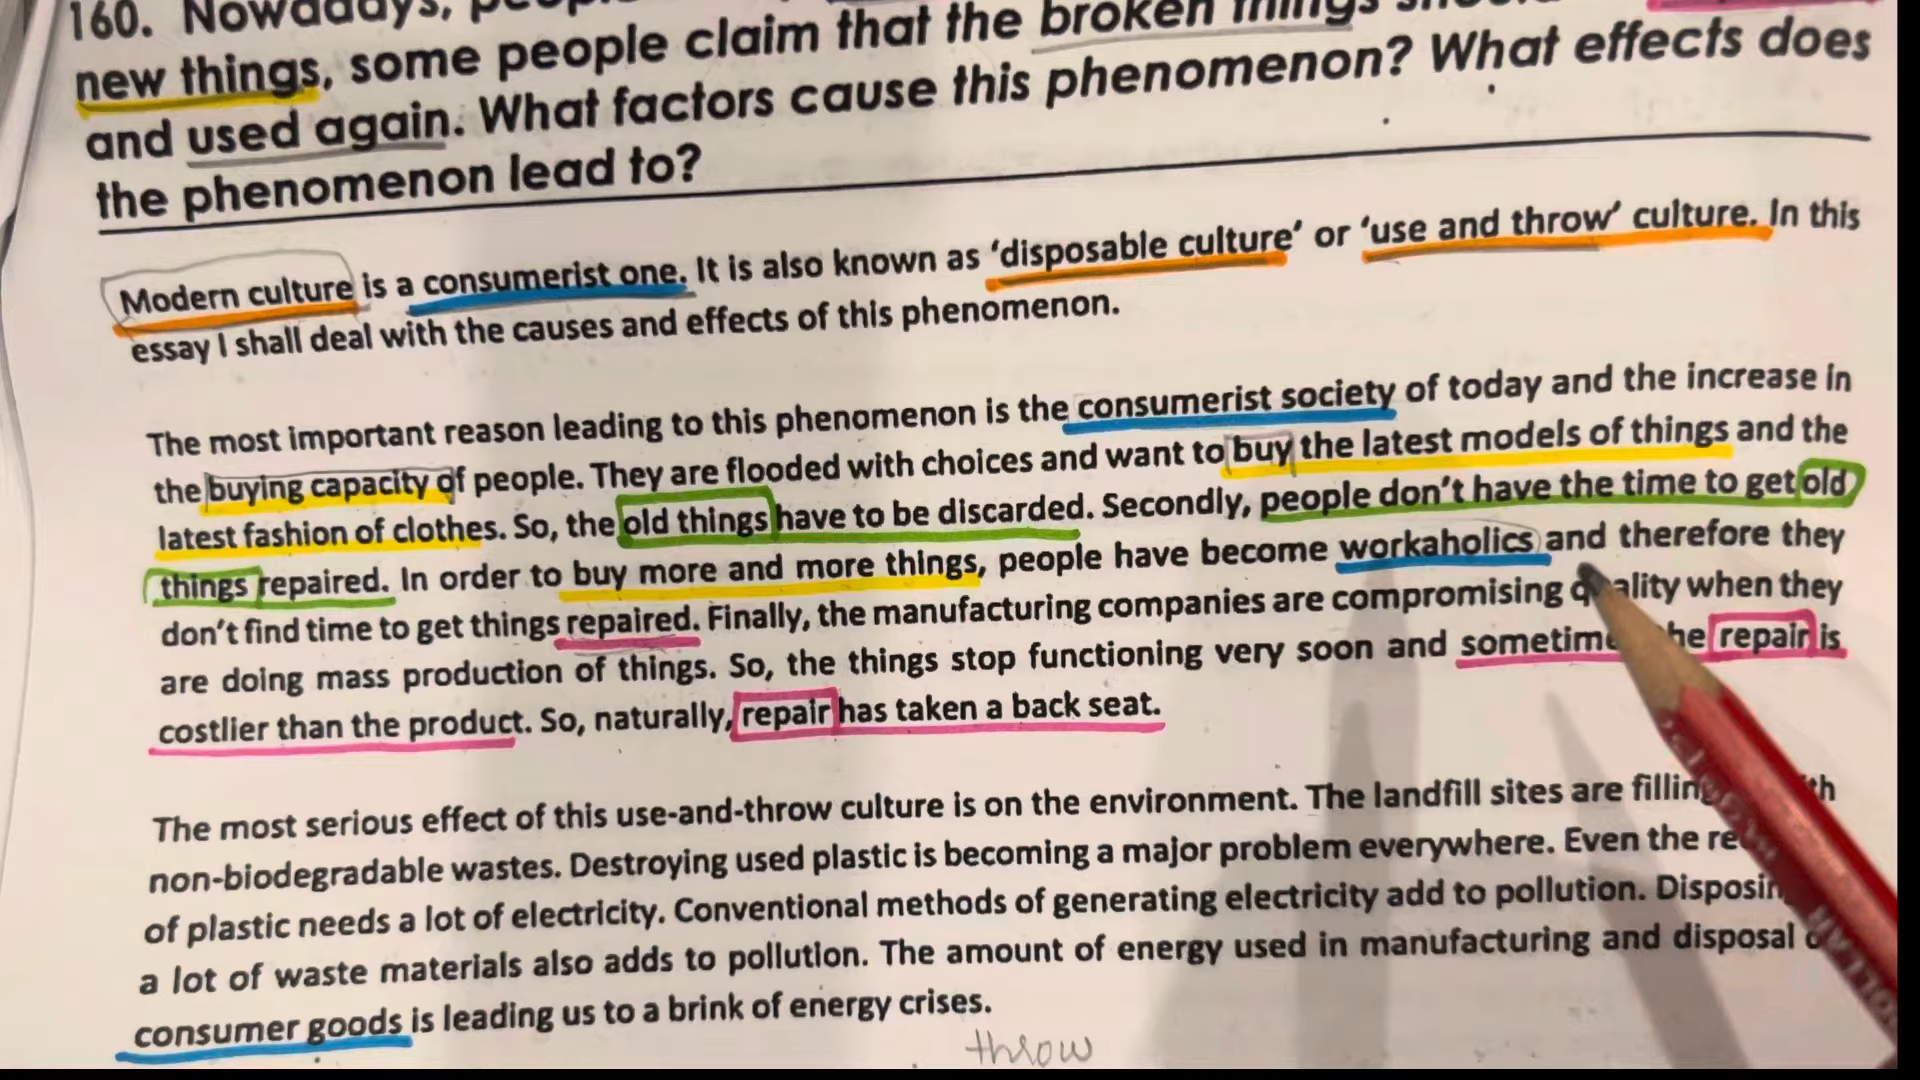 160. Nowadays,
new things, some people claim that the broken things
and used again. What factors cause this phenomenon? What effects does
the phenomenon lead to?
Modern culture is a consumerist one. It is also known as ‘disposable culture’ or ‘use and throw’ culture. In this
essay I shall deal with the causes and effects of this phenomenon.
The most important reason leading to this phenomenon is the consumerist society of today and the increase in
the buying capacity of people. They are flooded with choices and want to buy the latest models of things and the
latest fashion of clothes. So, the old things have to be discarded. Secondly, people don’t have the time to get old
things repaired. In order to buy more and more things, people have become workaholics and therefore they
don’t find time to get things repaired. Finally, the manufacturing companies are compromising quality when they
are doing mass production of things. So, the things stop functioning very soon and sometimes the repair is
costlier than the product. So, naturally, repair has taken a back seat.
The most serious effect of this use-and-throw culture is on the environment. The landfill sites are filling
non-biodegradable wastes. Destroying used plastic is becoming a major problem everywhere. Even the
of plastic needs a lot of electricity. Conventional methods of generating electricity add to pollution. Disposing
a lot of waste materials also adds to pollution. The amount of energy used in manufacturing and disposal
consumer goods is leading us to a brink of energy crises.
throw